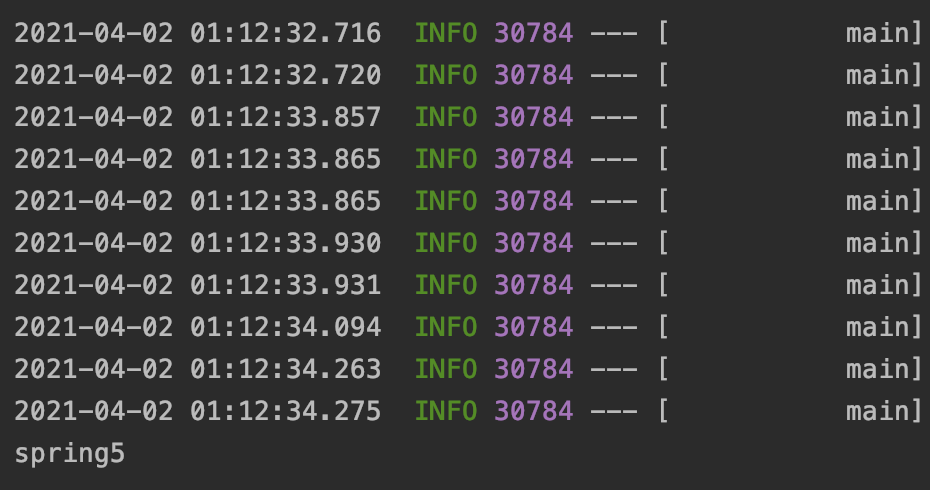 2021-04-02 01:12:32.716  INFO 30784 --- [           main]
2021-04-02 01:12:32.720  INFO 30784 --- [           main]
2021-04-02 01:12:33.857  INFO 30784 --- [           main]
2021-04-02 01:12:33.865  INFO 30784 --- [           main]
2021-04-02 01:12:33.865  INFO 30784 --- [           main]
2021-04-02 01:12:33.930  INFO 30784 --- [           main]
2021-04-02 01:12:33.931  INFO 30784 --- [           main]
2021-04-02 01:12:34.094  INFO 30784 --- [           main]
2021-04-02 01:12:34.263  INFO 30784 --- [           main]
2021-04-02 01:12:34.275  INFO 30784 --- [           main]
spring5